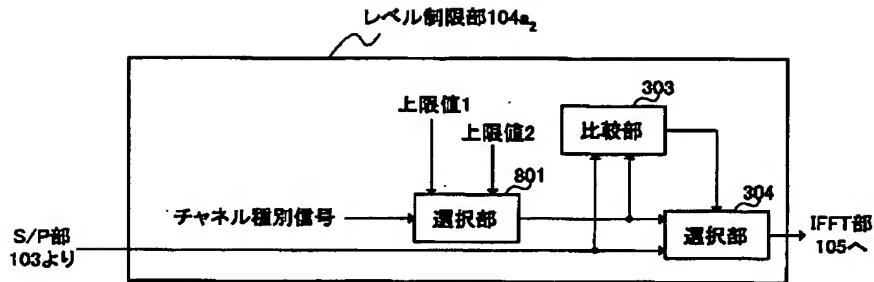 レベル制限部104a2
303
上限値1
比較部
上限値2
801
304
チャネル種別信号
選択部
S/P部
103より
選択部
IFFT部
105へ